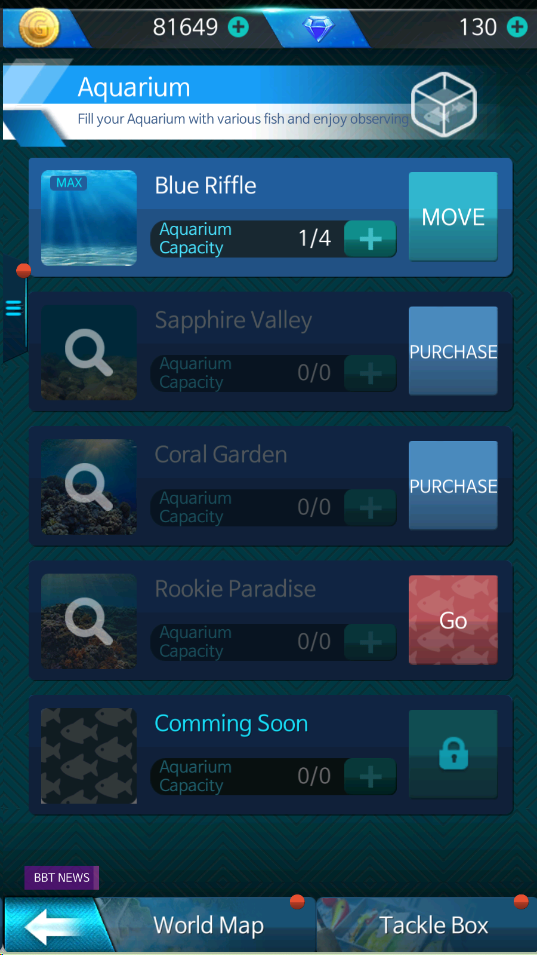 G 81649 130
Aquarium
Fill your Aquarium with various fish and enjoy observing
MAX
Blue Riffle
Aquarium
Capacity
1/4
MOVE
Sapphire Valley
Aquarium
Capacity
0/0
PURCHASE
Coral Garden
Aquarium
Capacity
0/0
PURCHASE
Rookie Paradise
Aquarium
Capacity
0/0
Go
Comming Soon
Aquarium
Capacity
0/0
BBT NEWS
World Map
Tackle Box